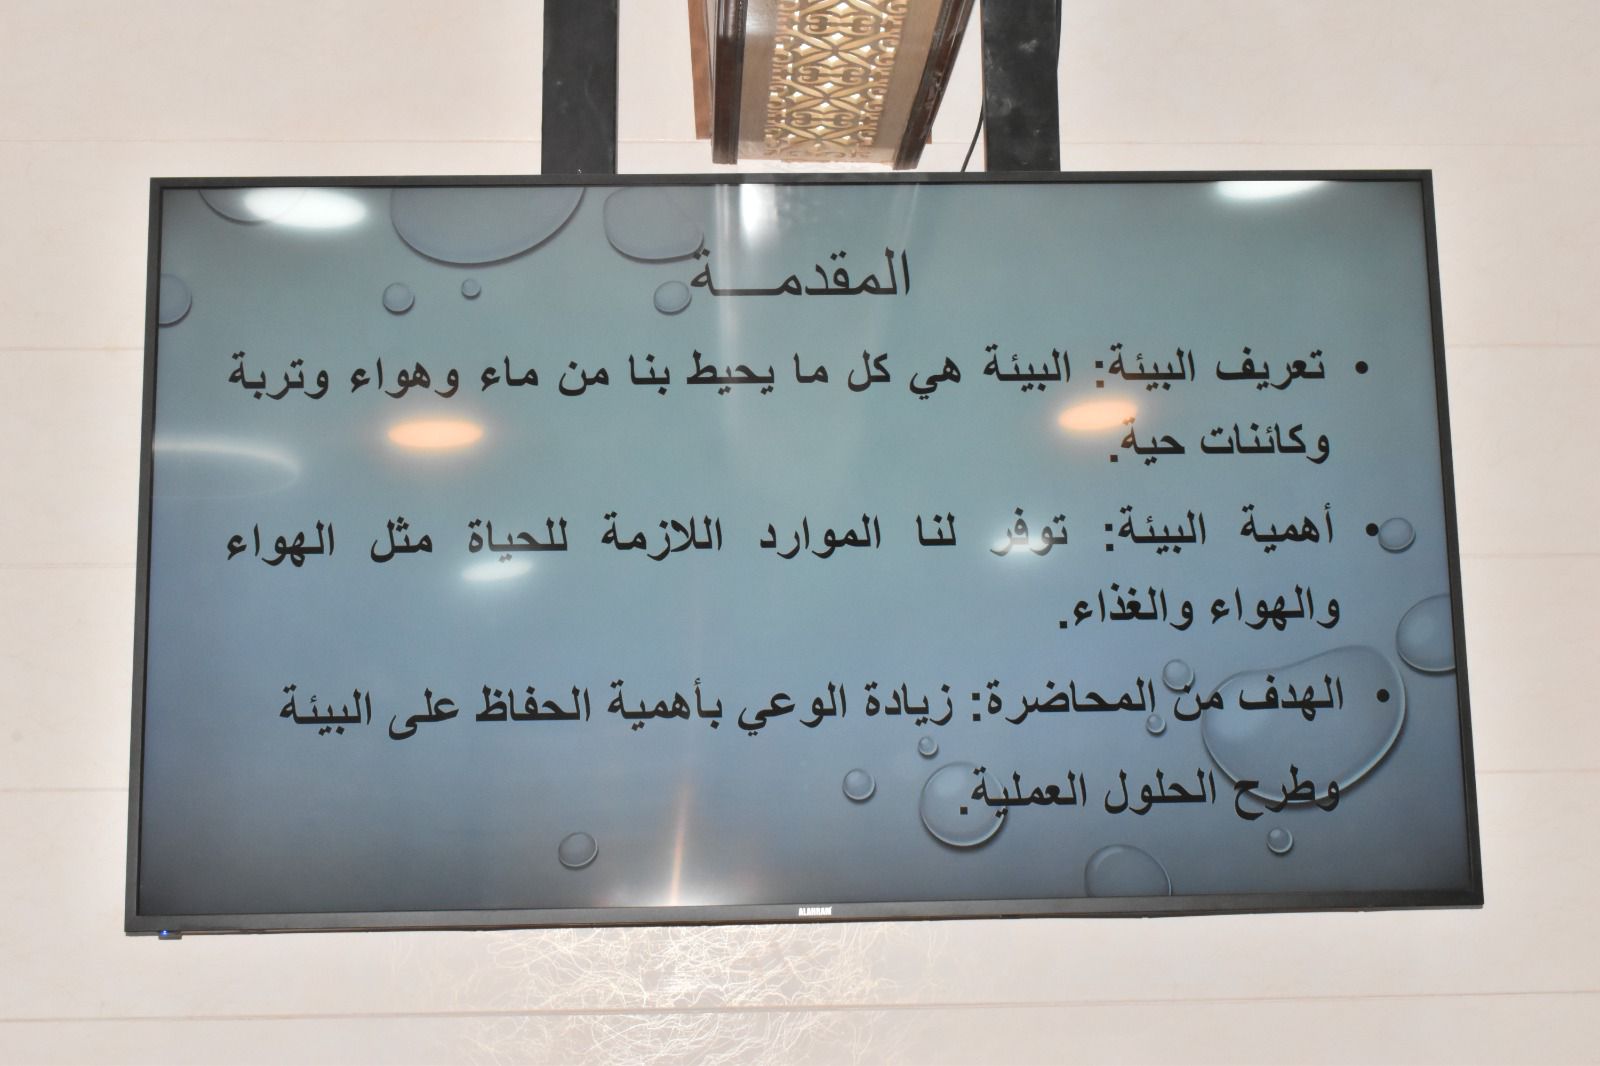 المقدمـــة
• تعريف البيئة: البيئة هي كل ما يحيط بنا من ماء وهواء وتربة
وكائنات حية.
• أهمية البيئة: توفر لنا الموارد اللازمة للحياة مثل الهواء
والهواء والغذاء.
• الهدف من المحاضرة: زيادة الوعي بأهمية الحفاظ على البيئة
وطرح الحلول العملية.
ALAHRAM